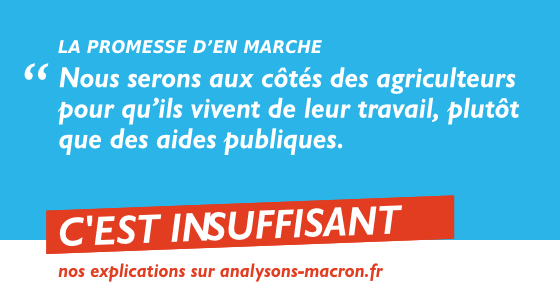 LA PROMESSE D'EN MARCHE
“ Nous serons aux côtés des agriculteurs
pour qu'ils vivent de leur travail, plutôt
que des aides publiques.
C'EST INSUFFISANT
nos explications sur analysons-macron.fr